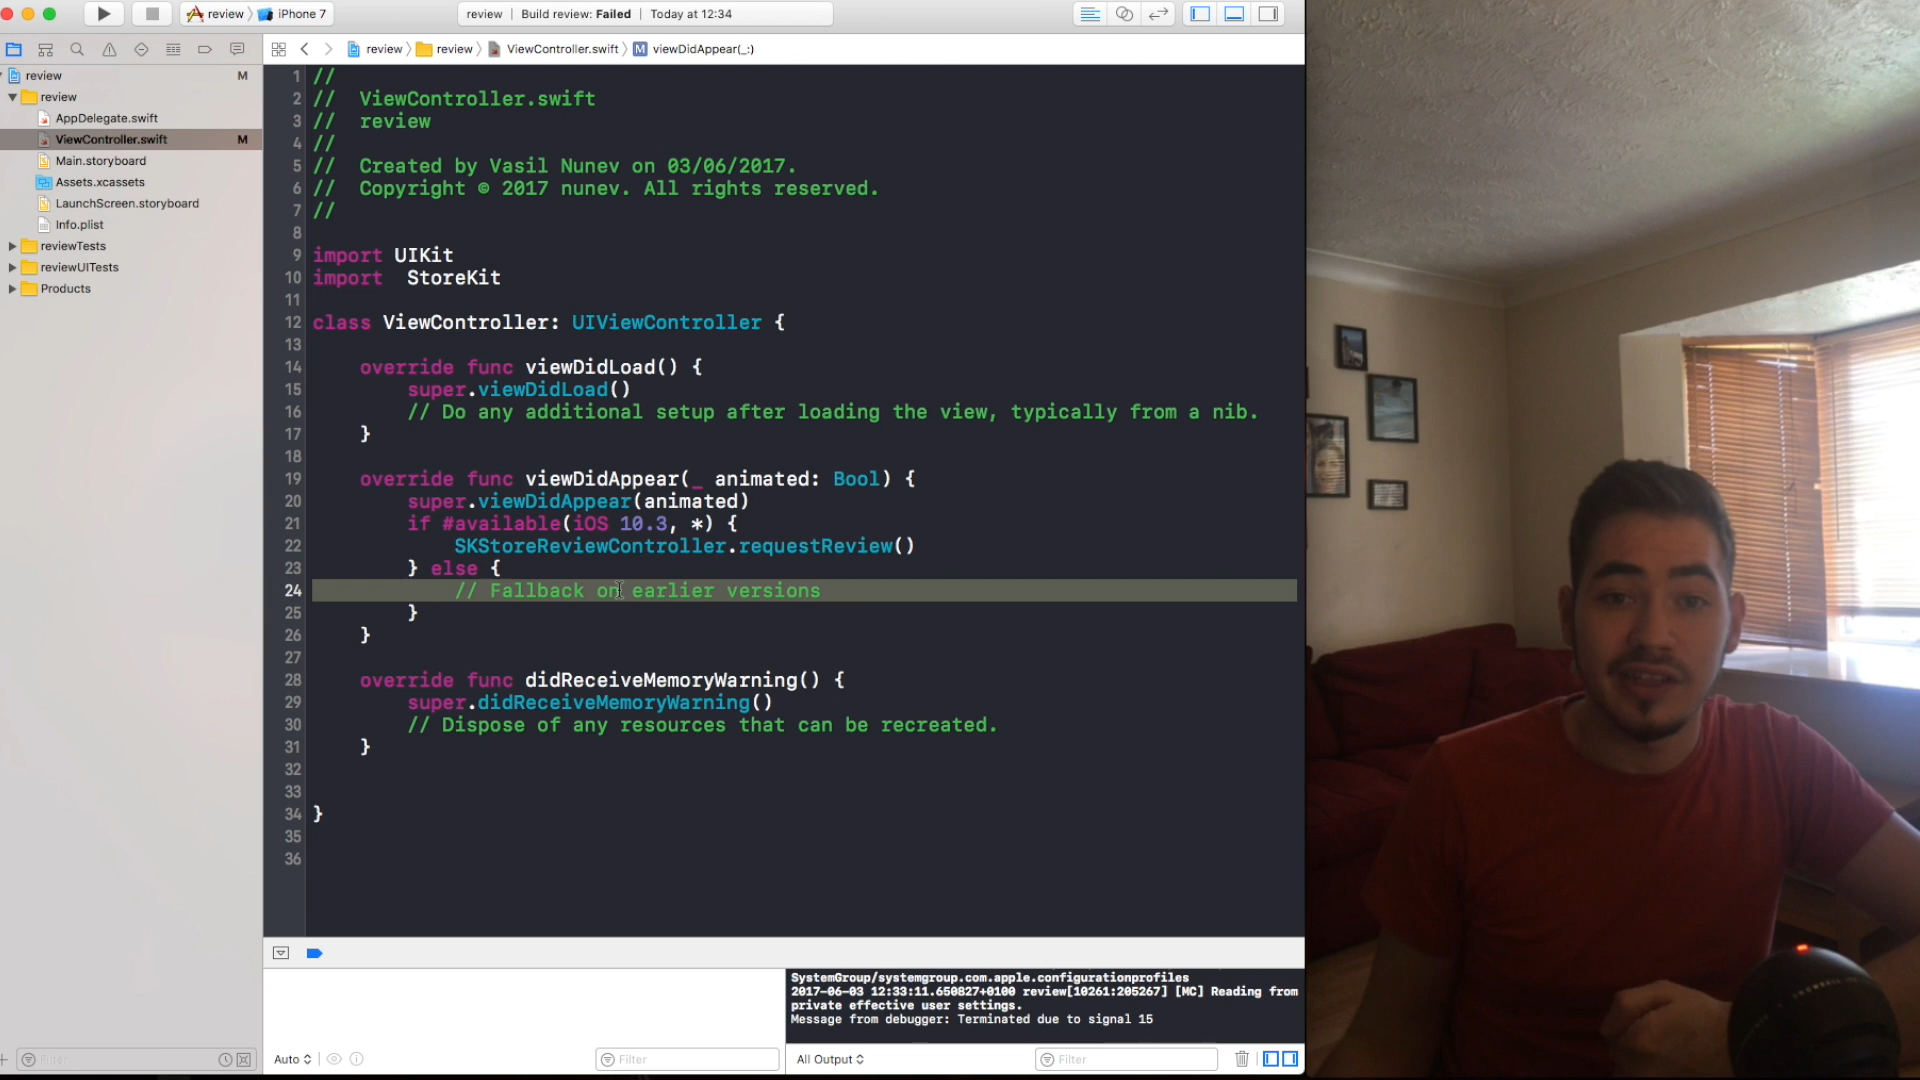 review iPhone 7
review | Build review: Failed | Today at 12:34
review review ViewController.swift M viewDidAppear(_:)
review M
review
AppDelegate.swift
ViewController.swift M
Main.storyboard
Assets.xcassets
LaunchScreen.storyboard
Info.plist
reviewTests
reviewUITests
Products
1 //
2 // ViewController.swift
3 // review
4 //
5 // Created by Vasil Nunev on 03/06/2017.
6 // Copyright © 2017 nunev. All rights reserved.
7 //
8
9 import UIKit
10 import StoreKit
11
12 class ViewController: UIViewController {
13
14 override func viewDidLoad() {
15 super.viewDidLoad()
16 // Do any additional setup after loading the view, typically from a nib.
17 }
18
19 override func viewDidAppear(_ animated: Bool) {
20 super.viewDidAppear(animated)
21 if #available(iOS 10.3, *) {
22 SKStoreReviewController.requestReview()
23 } else {
24 // Fallback on earlier versions
25 }
26 }
27
28 override func didReceiveMemoryWarning() {
29 super.didReceiveMemoryWarning()
30 // Dispose of any resources that can be recreated.
31 }
32
33
34 }
35
36
SystemGroup/systemgroup.com.apple.configurationprofiles
2017-06-03 12:33:11.650827+0100 review[10261:205267] [MC] Reading from
private effective user settings.
Message from debugger: Terminated due to signal 15
Filter
Auto
Filter
All Output
Filter